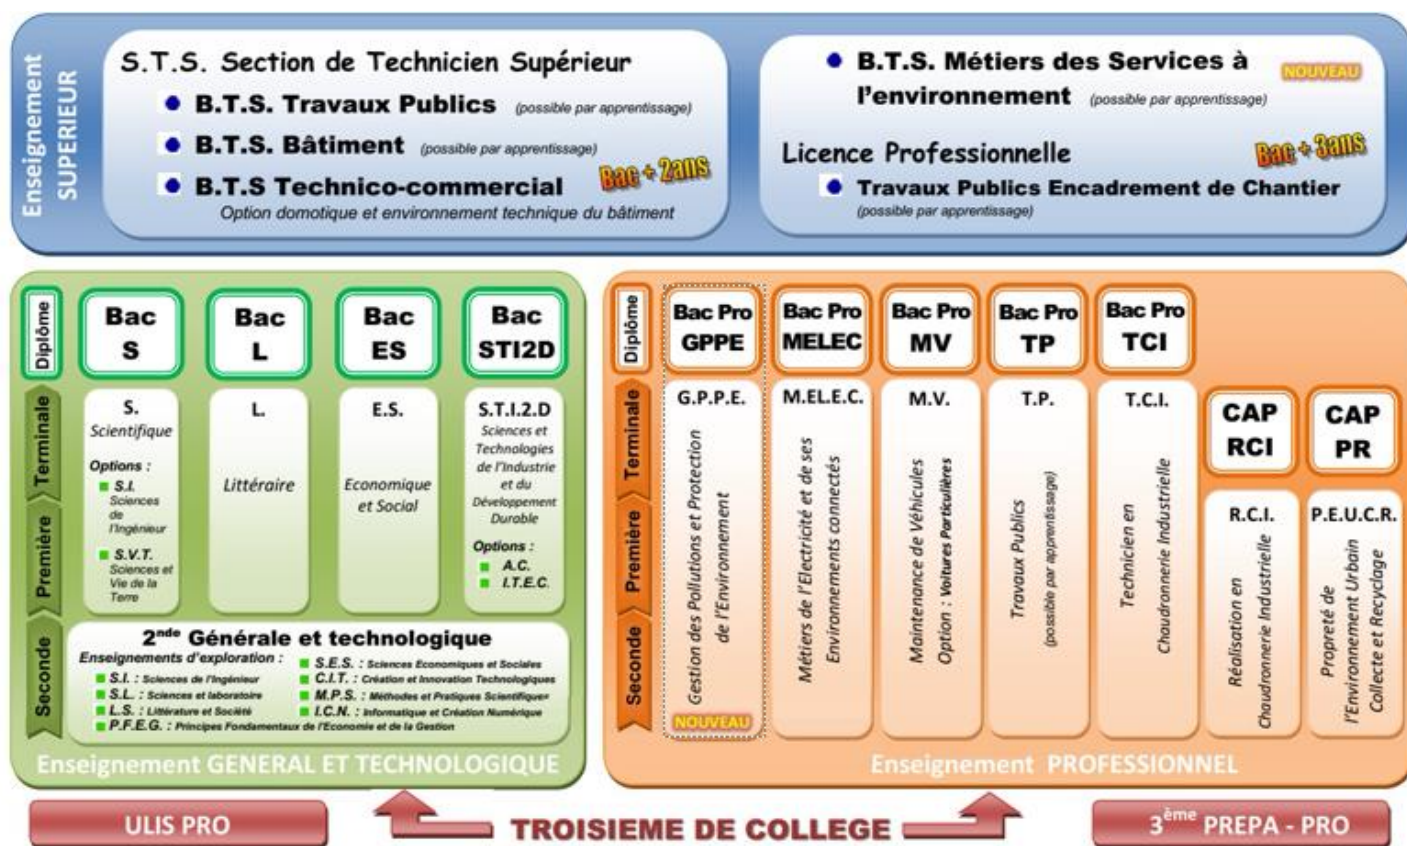 Enseignement
SUPERIEUR
S.T.S. Section de Technicien Supérieur
B.T.S. Travaux Publics (possible par apprentissage)
B.T.S. Bâtiment (possible par apprentissage)
B.T.S Technico-commercial
Option domotique et environnement technique du bâtiment
Bac + 2ans
B.T.S. Métiers des Services à
l'environnement (possible par apprentissage)
NOUVEAU
Licence Professionnelle
Bac + 3ans
Travaux Publics Encadrement de Chantier
(possible par apprentissage)
Diplôme
Terminale
Première
Seconde
Bac
S
Bac
L
Bac
ES
Bac
STI2D
S.
Scientifique
Options :
S.I.
Sciences
de
l'Ingénieur
S.V.T.
Sciences et
Vie de la
Terre
L.
Littéraire
E.S.
Economique
et Social
S.T.I.2.D
Sciences et
Technologies
de l'Industrie
et du
Développement
Durable
Options :
A.C.
I.T.E.C.
2nde Générale et technologique
Enseignements d'exploration :
S.I. : Sciences de l'Ingénieur
S.L. : Sciences et laboratoire
L.S. : Littérature et Société
P.F.E.G. : Principes Fondamentaux de l'Economie et de la Gestion
S.E.S. : Sciences Economiques et Sociales
C.I.T. : Création et Innovation Technologiques
M.P.S. : Méthodes et Pratiques Scientifiques
I.C.N. : Informatique et Création Numérique
Enseignement GENERAL ET TECHNOLOGIQUE
Diplôme
Terminale
Première
Seconde
Bac Pro
GPPE
Bac Pro
MELEC
Bac Pro
MV
Bac Pro
TP
Bac Pro
TCI
G.P.P.E.
Gestion des Pollutions et Protection
de l'Environnement
NOUVEAU
M.EL.E.C.
Métiers de l'Electricité et de ses
Environnements connectés
M.V.
Maintenance de Véhicules
Option : Voitures Particulières
T.P.
Travaux Publics
(possible par apprentissage)
T.C.I.
Technicien en
Chaudronnerie Industrielle
CAP
RCI
R.C.I.
Réalisation en
Chaudronnerie Industrielle
CAP
PR
P.E.U.C.R.
Propreté de
l'Environnement Urbain
Collecte et Recyclage
Enseignement PROFESSIONNEL
ULIS PRO
TROISIEME DE COLLEGE
3ème PREPA - PRO